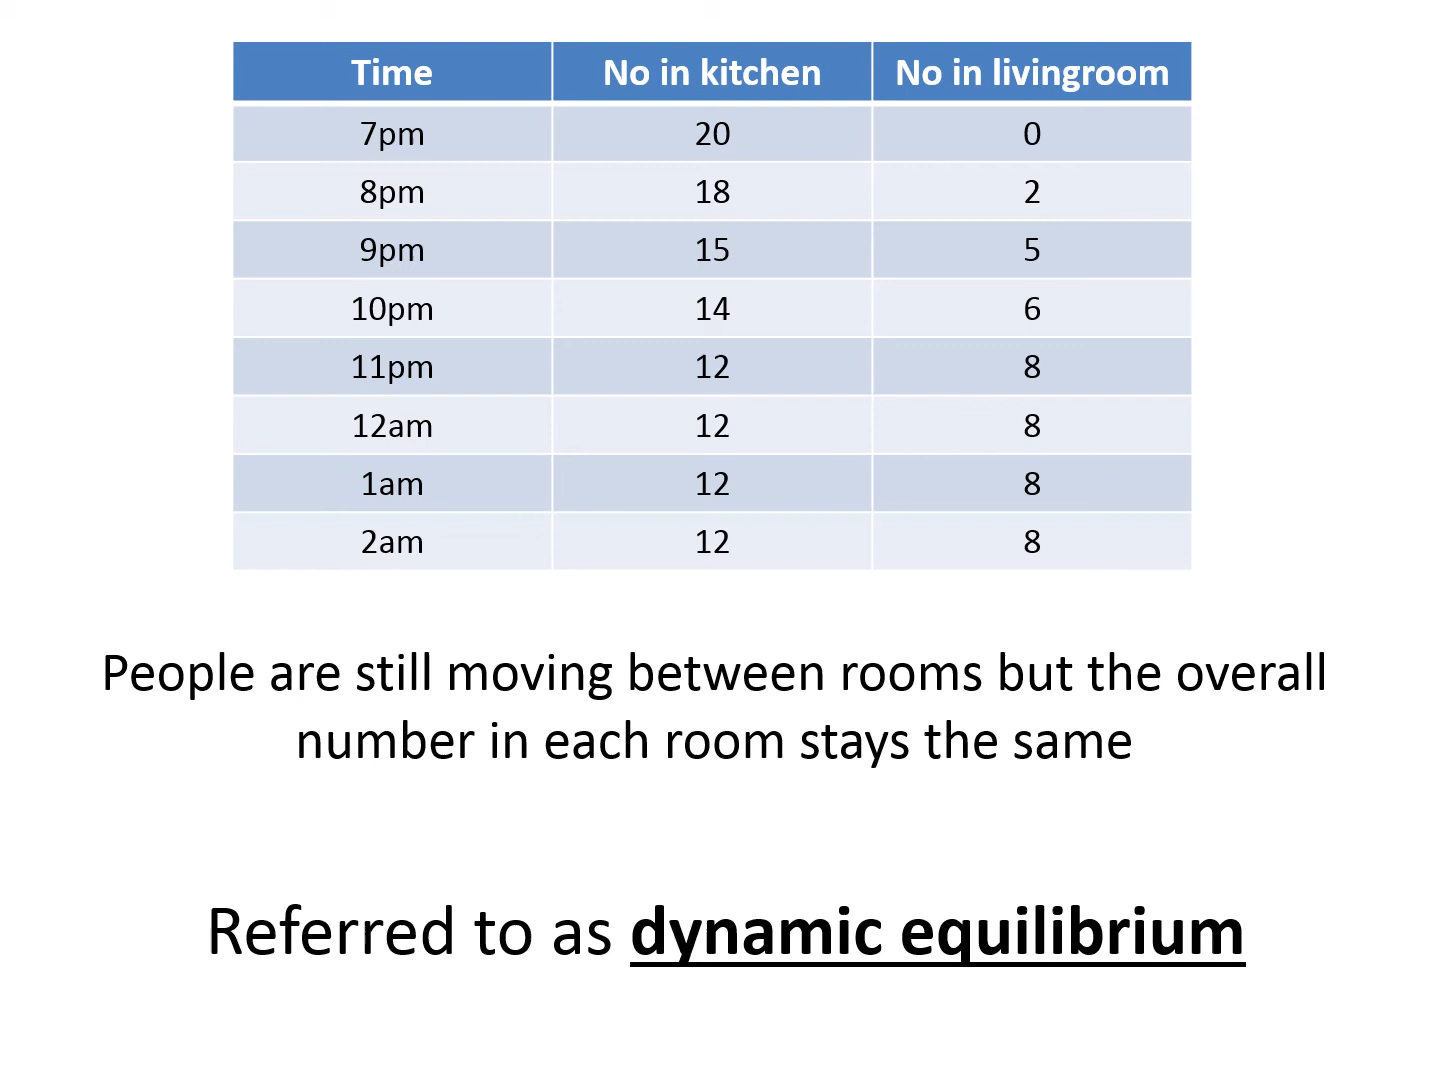 Time No in kitchen No in livingroom
7pm 20 0
8pm 18 2
9pm 15 5
10pm 14 6
11pm 12 8
12am 12 8
1am 12 8
2am 12 8
People are still moving between rooms but the overall
number in each room stays the same
Referred to as dynamic equilibrium